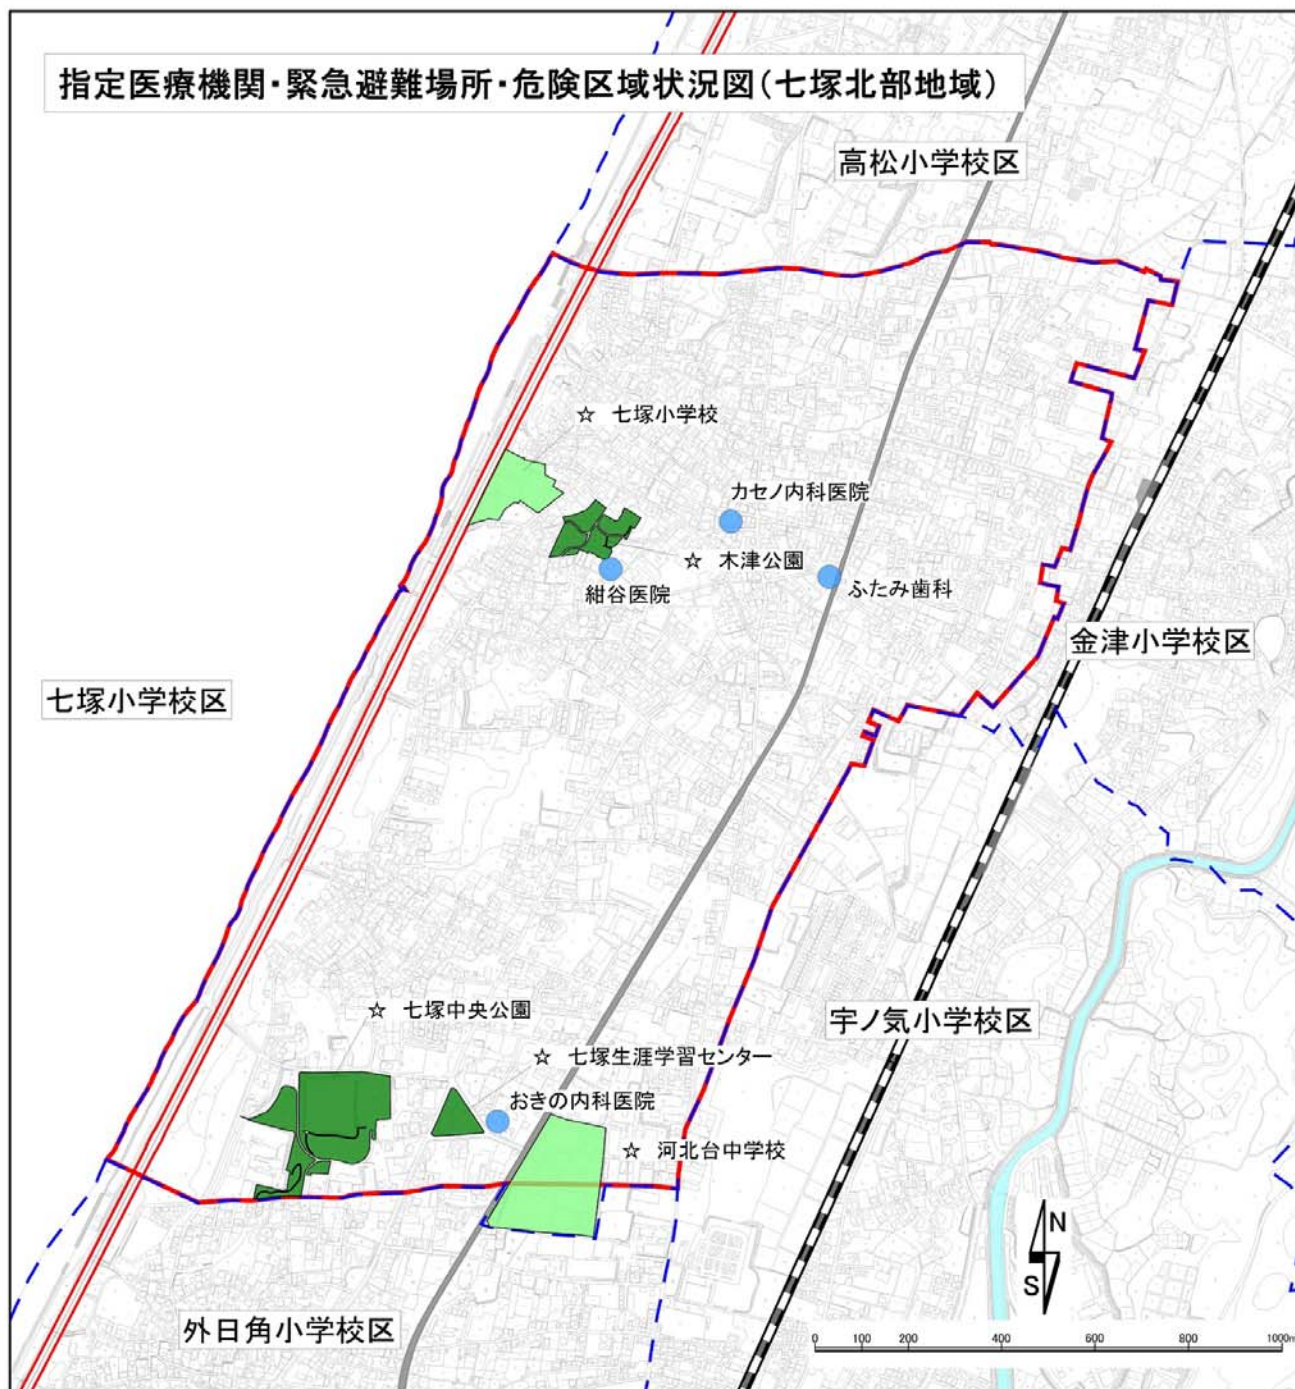 指定医療機関・緊急避難場所・危険区域状況図(七塚北部地域)
高松小学校区
☆ 七塚小学校
カセノ内科医院
☆ 木津公園
紺谷医院
ふたみ歯科
金津小学校区
七塚小学校区
☆ 七塚中央公園
宇ノ気小学校区
☆ 七塚生涯学習センター
おきの内科医院
☆ 河北台中学校
N
S
外日角小学校区
0 100 200 400 600 800 1000m